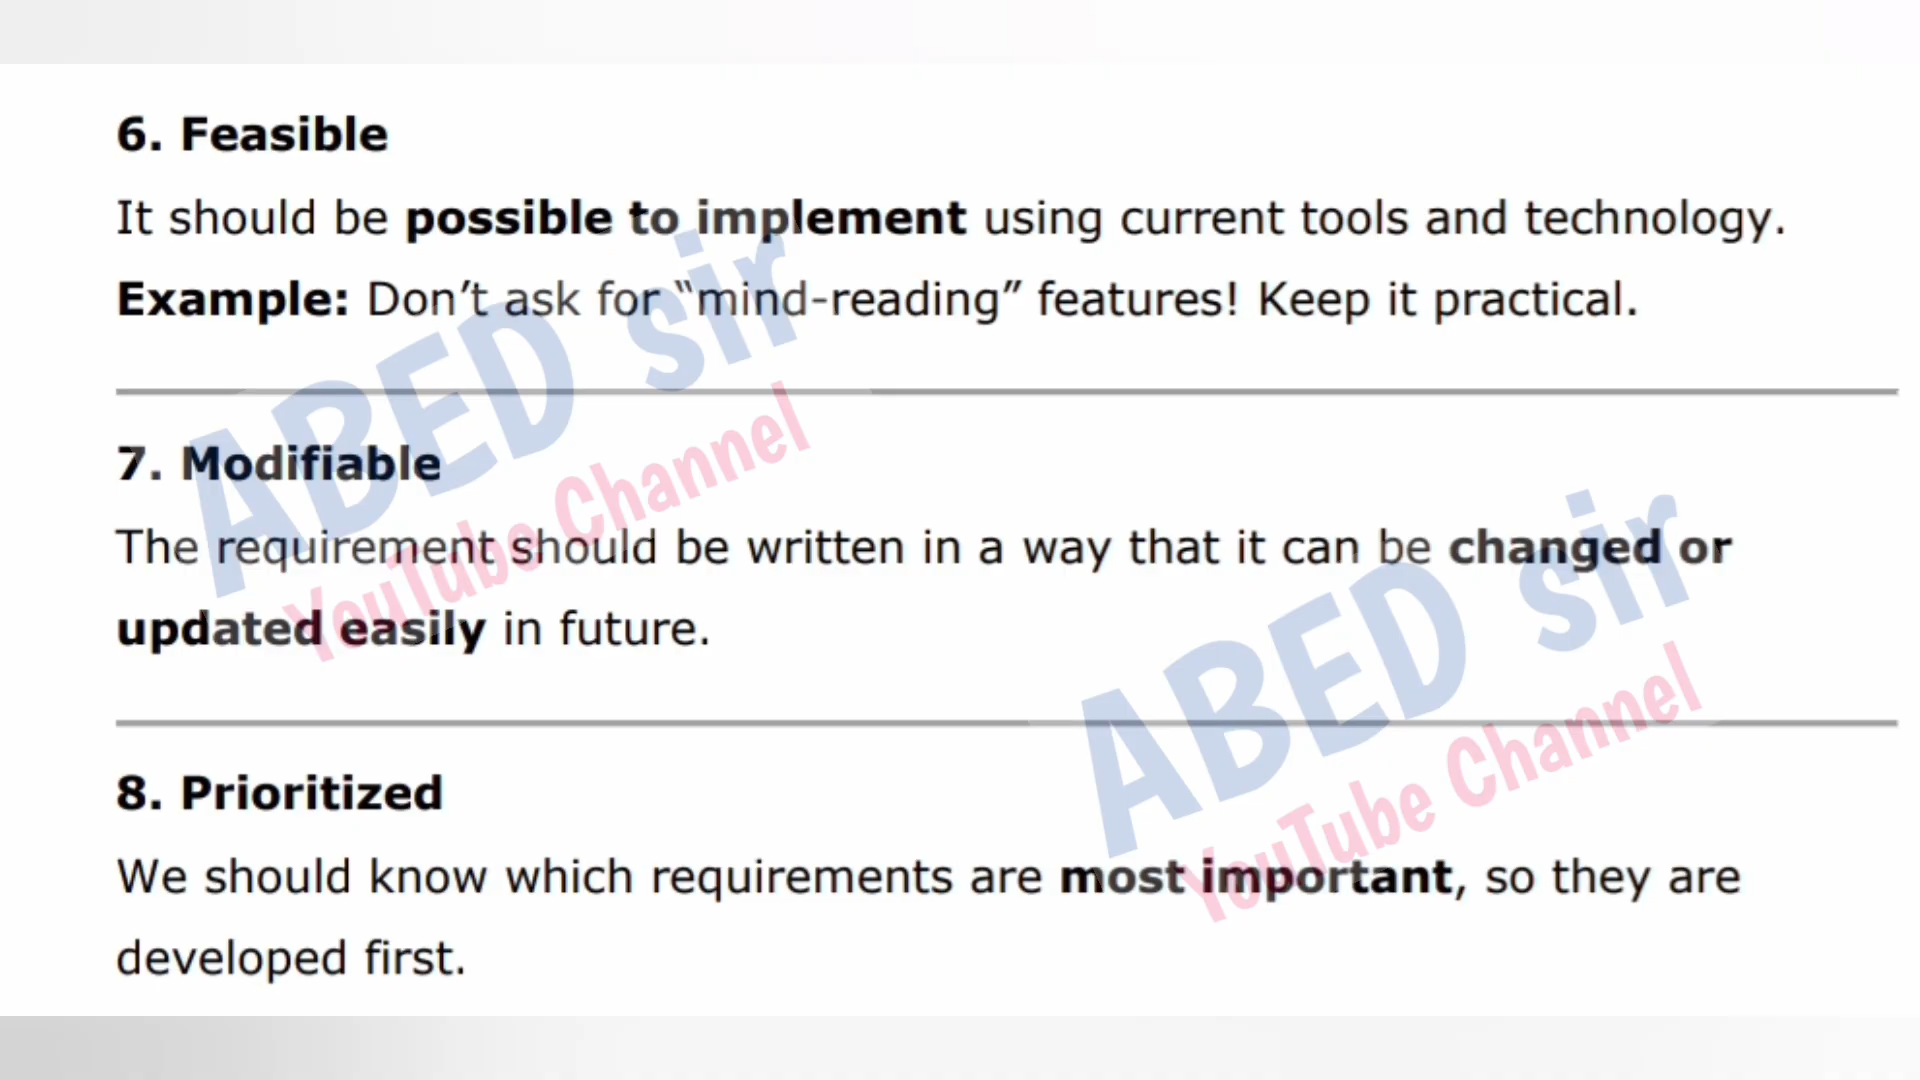 6. Feasible
It should be possible to implement using current tools and technology.
Example: Don’t ask for “mind-reading” features! Keep it practical.
7. Modifiable
The requirement should be written in a way that it can be changed or
updated easily in future.
8. Prioritized
We should know which requirements are most important, so they are
developed first.
ABED sir
YouTube Channel
ABED sir
YouTube Channel